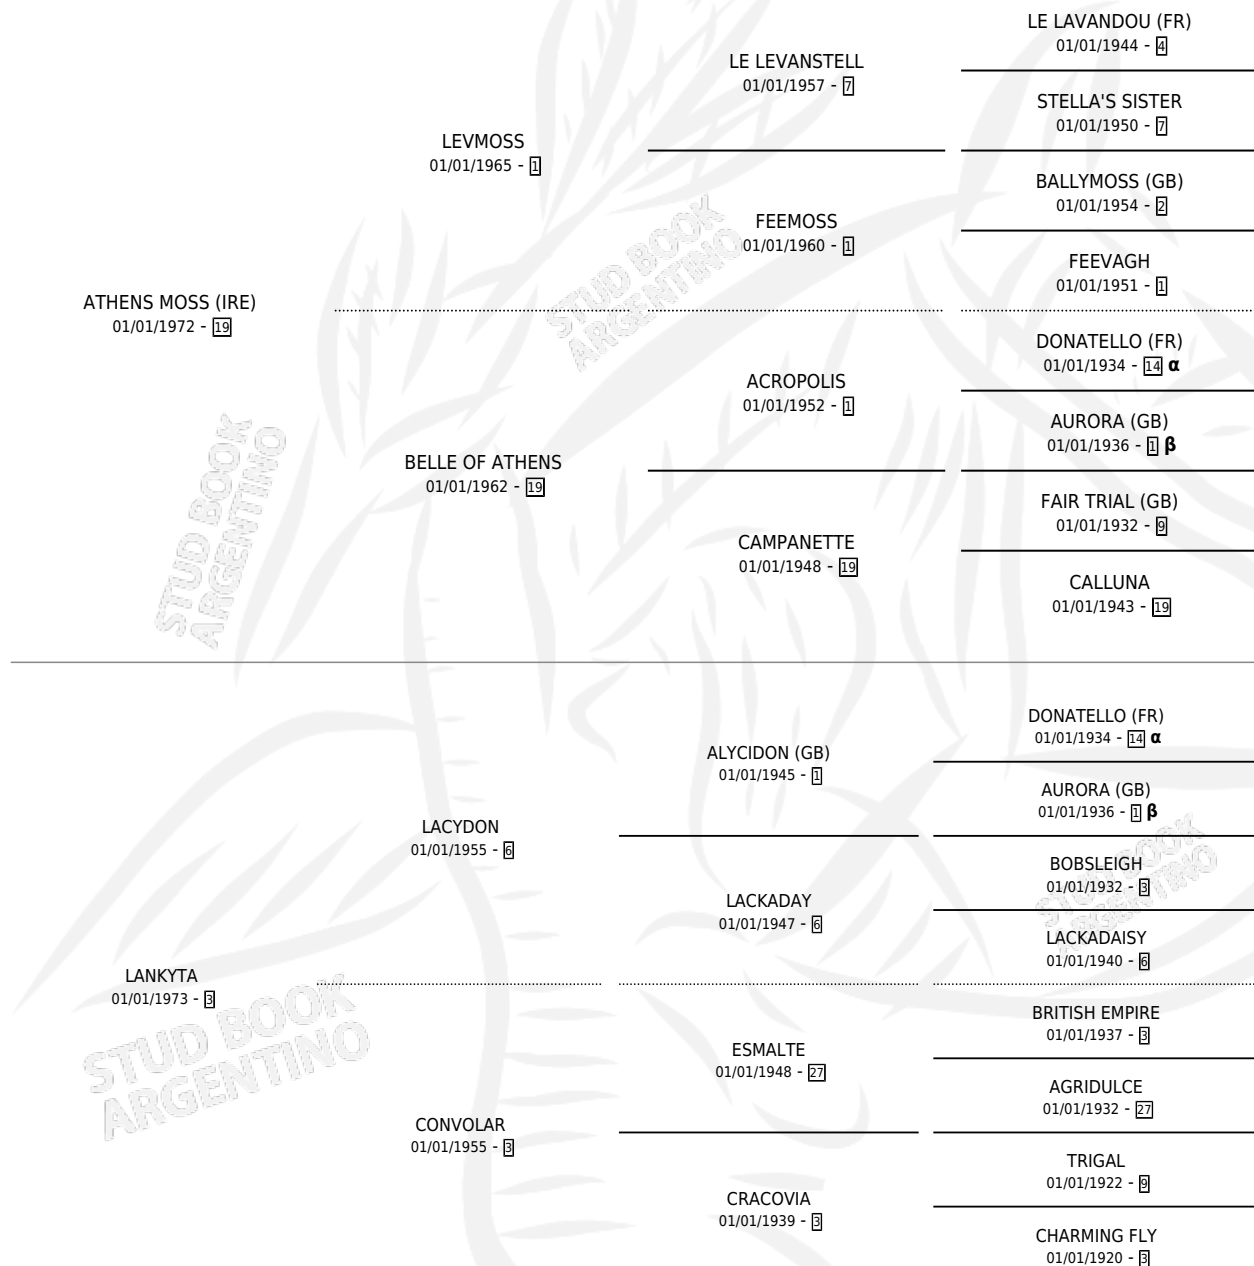 LE LAVANDOU (FR)
01/01/1944 - 4
LE LEVANSTELL
01/01/1957 - 7
STELLA'S SISTER
01/01/1950 - 7
LEVMOSS
01/01/1965 - 1
BALLYMOSS (GB)
01/01/1954 - 2
FEEMOSS
01/01/1960 - 1
FEEVAGH
01/01/1951 - 1
ATHENS MOSS (IRE)
01/01/1972 - 19
DONATELLO (FR)
01/01/1934 - 14 α
ACROPOLIS
01/01/1952 - 1
AURORA (GB)
01/01/1936 - 1 β
BELLE OF ATHENS
01/01/1962 - 19
FAIR TRIAL (GB)
01/01/1932 - 9
CAMPANETTE
01/01/1948 - 19
CALLUNA
01/01/1943 - 19
DONATELLO (FR)
01/01/1934 - 14 α
ALYCIDON (GB)
01/01/1945 - 1
AURORA (GB)
01/01/1936 - 1 β
LACYDON
01/01/1955 - 6
BOBSLEIGH
01/01/1932 - 3
LACKADAY
01/01/1947 - 6
LACKADAISY
01/01/1940 - 6
LANKYTA
01/01/1973 - 3
BRITISH EMPIRE
01/01/1937 - 3
ESMALTE
01/01/1948 - 27
AGRIDULCE
01/01/1932 - 27
CONVOLAR
01/01/1955 - 3
TRIGAL
01/01/1922 - 9
CRACOVIA
01/01/1939 - 3
CHARMING FLY
01/01/1920 - 3
STUD BOOK
ARGENTINO
STUD BOOK
ARGENTINO
STUD BOOK
ARGENTINO
STUD BOOK
ARGENTINO